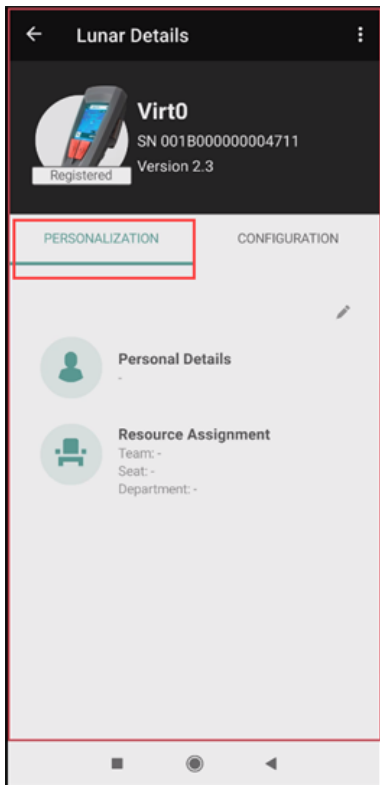 Lunar Details
Virt0
SN 001B000000004711
Version 2.3
Registered
PERSONALIZATION CONFIGURATION
Personal Details
-
Resource Assignment
Team: -
Seat: -
Department: -